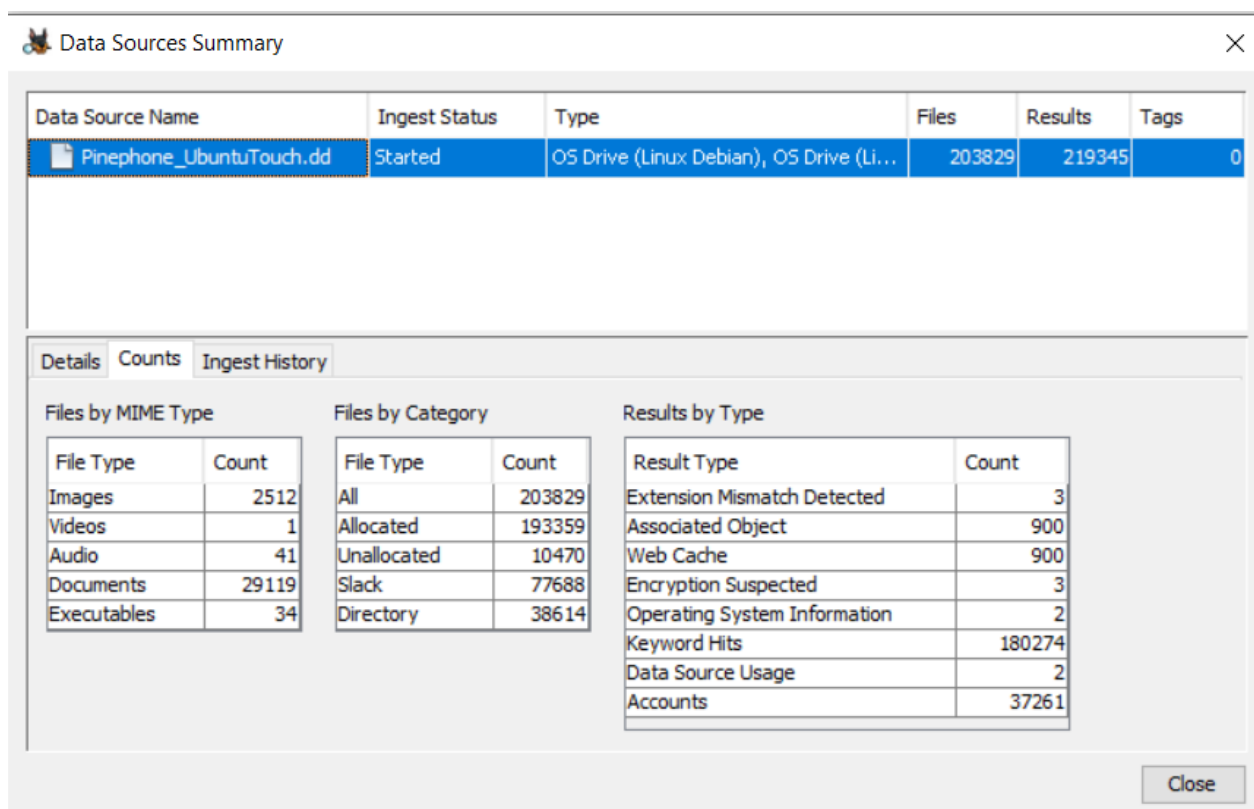 Data Sources Summary
Data Source Name Ingest Status Type Files Results Tags
Pinephone_UbuntuTouch.dd Started OS Drive (Linux Debian), OS Drive (Li... 203829 219345 0
Details Counts Ingest History
Files by MIME Type Files by Category Results by Type
File Type Count File Type Count Result Type Count
Images 2512 All 203829 Extension Mismatch Detected 3
Videos 1 Allocated 193359 Associated Object 900
Audio 41 Unallocated 10470 Web Cache 900
Documents 29119 Slack 77688 Encryption Suspected 3
Executables 34 Directory 38614 Operating System Information 2
Keyword Hits 180274
Data Source Usage 2
Accounts 37261
Close